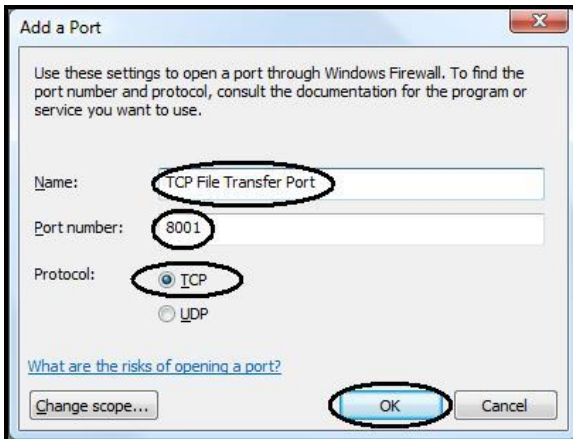 Add a Port
Use these settings to open a port through Windows Firewall. To find the
port number and protocol, consult the documentation for the program or
service you want to use.
Name: TCP File Transfer Port
Port number: 8001
Protocol: TCP
UDP
What are the risks of opening a port?
Change scope... OK Cancel